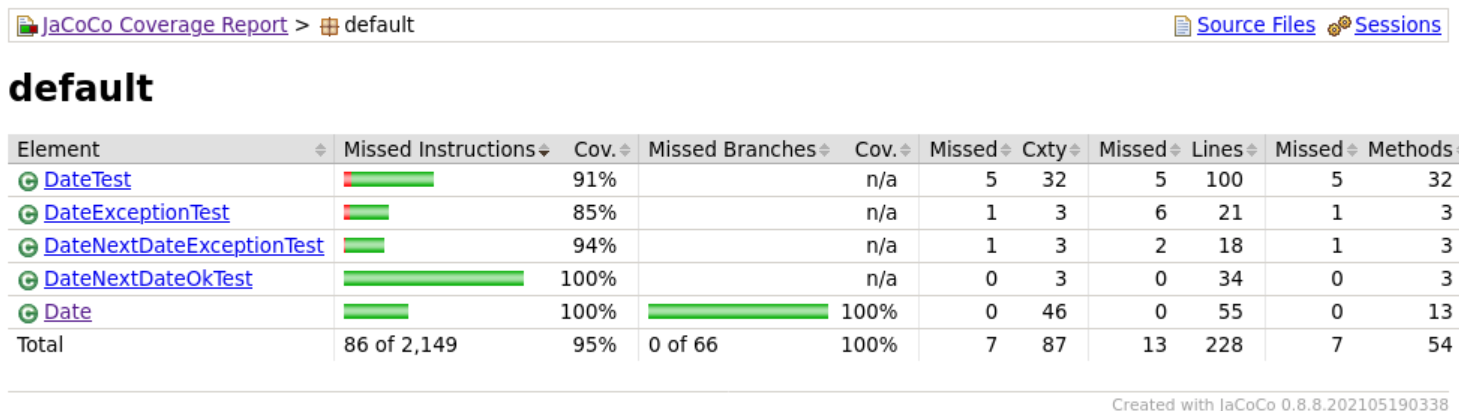 JaCoCo Coverage Report > default Source Files Sessions
default
Element Missed Instructions Cov. Missed Branches Cov. Missed Cxty Missed Lines Missed Methods
DateTest 91% n/a 5 32 5 100 5 32
DateExceptionTest 85% n/a 1 3 6 21 1 3
DateNextDateExceptionTest 94% n/a 1 3 2 18 1 3
DateNextDateOkTest 100% n/a 0 3 0 34 0 3
Date 100% 100% 0 46 0 55 0 13
Total 86 of 2,149 95% 0 of 66 100% 7 87 13 228 7 54
Created with JaCoCo 0.8.8.202105190338